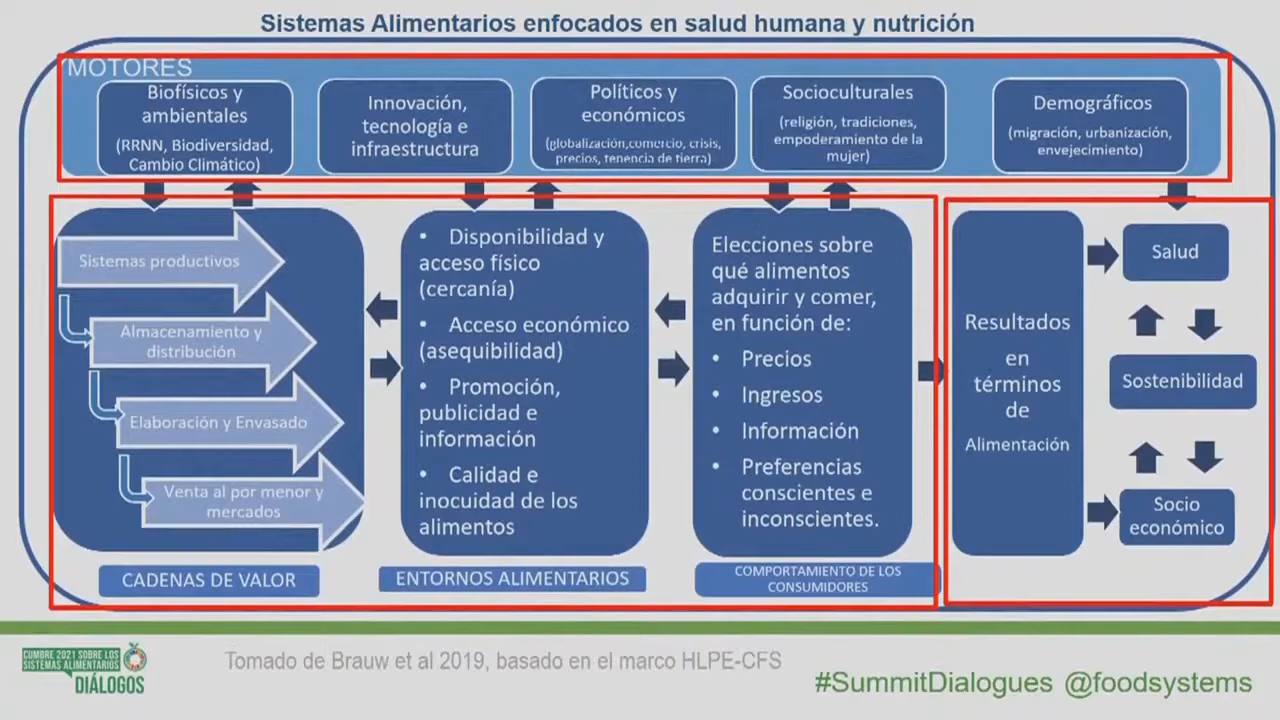 Sistemas Alimentarios enfocados en salud humana y nutrición
MOTORES
Biofísicos y
ambientales
(RRNN, Biodiversidad,
Cambio Climático)
Innovación,
tecnología e
infraestructura
Políticos y
económicos
(globalización,comercio, crisis,
precios, tenencia de tierra)
Socioculturales
(religión, tradiciones,
empoderamiento de la
mujer)
Demográficos
(migración, urbanización,
envejecimiento)
Sistemas productivos
Almacenamiento y
distribución
Elaboración y Envasado
Venta al por menor y
mercados
CADENAS DE VALOR
• Disponibilidad y
acceso físico
(cercanía)
• Acceso económico
(asequibilidad)
• Promoción,
publicidad e
información
• Calidad e
inocuidad de los
alimentos
ENTORNOS ALIMENTARIOS
Elecciones sobre
qué alimentos
adquirir y comer,
en función de:
• Precios
• Ingresos
• Información
• Preferencias
conscientes e
inconscientes.
COMPORTAMIENTO DE LOS
CONSUMIDORES
Resultados
en
términos
de
Alimentación
Salud
Sostenibilidad
Socio
económico
CUMBRE 2021 SOBRE LOS
SISTEMAS ALIMENTARIOS
DIÁLOGOS
Tomado de Brauw et al 2019, basado en el marco HLPE-CFS
#SummitDialogues @foodsystems